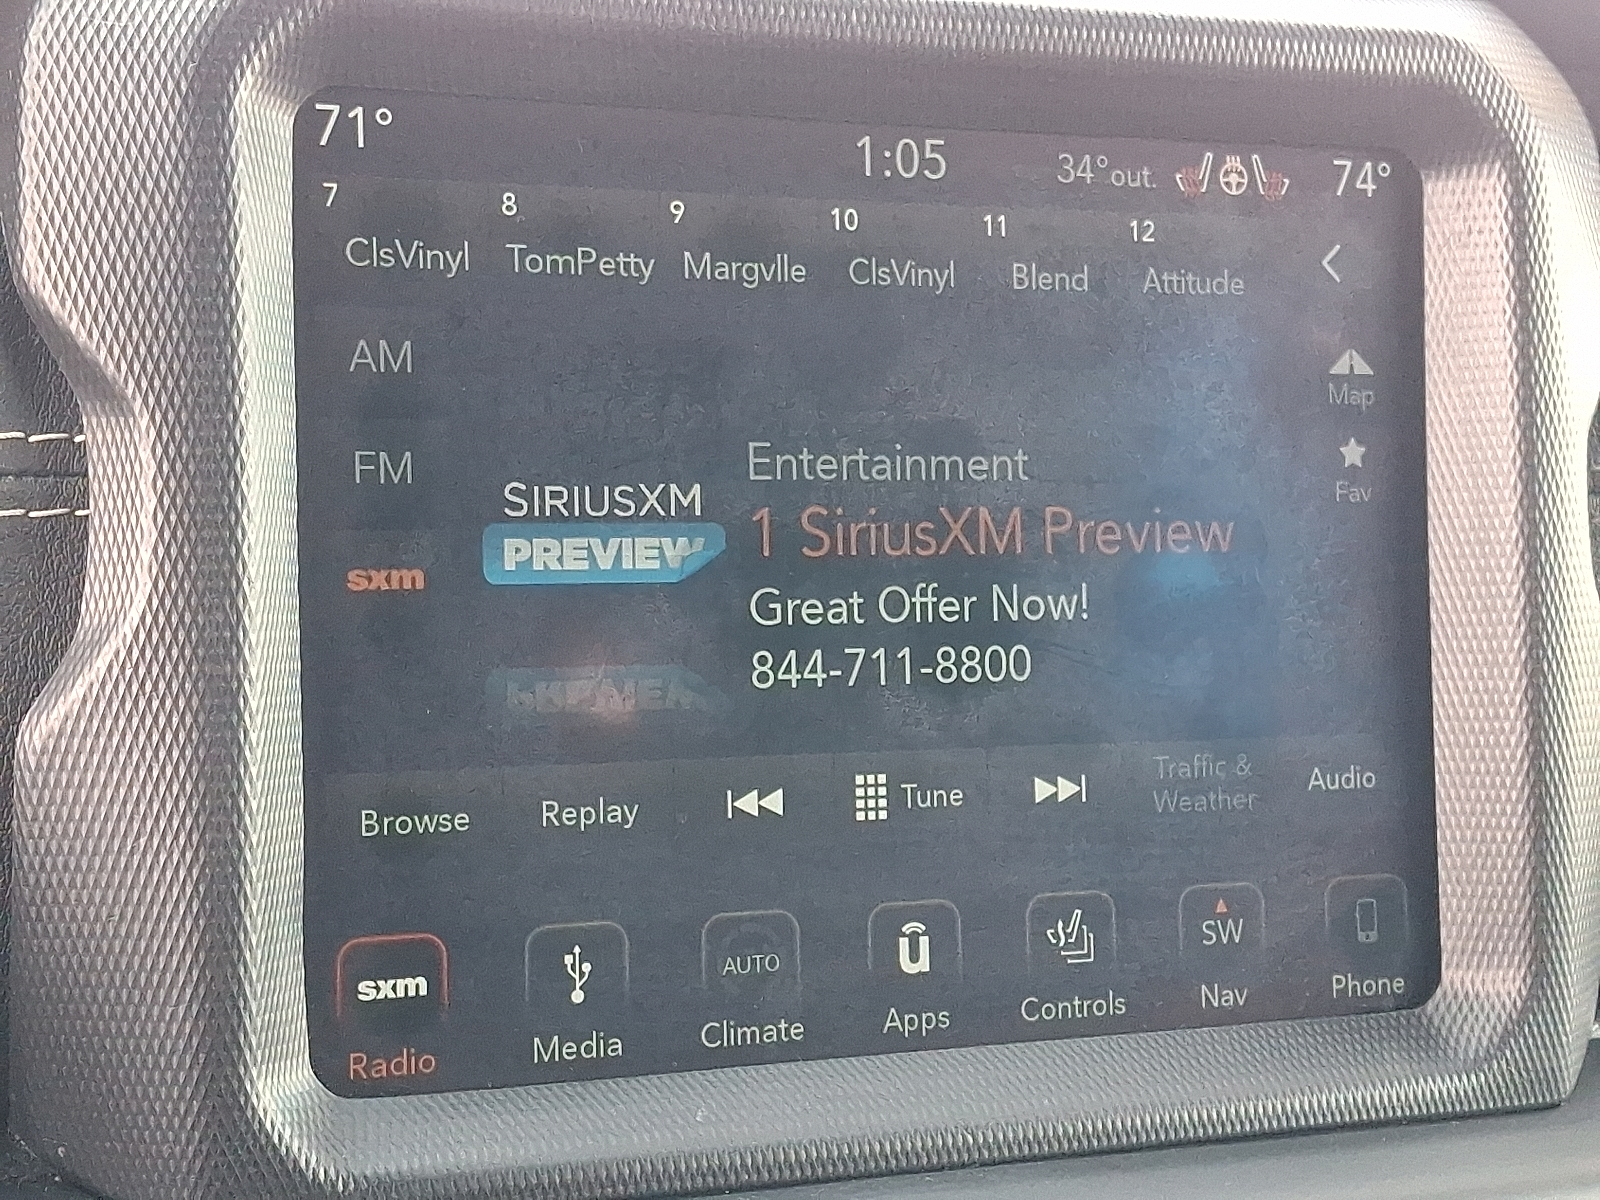 71°
1:05
34°out.
74°
7
8
9
10
11
12
ClsVinyl
TomPetty
Margvlle
ClsVinyl
Blend
Attitude
AM
FM
sxm
SIRIUSXM
PREVIEW
Entertainment
1 SiriusXM Preview
Great Offer Now!
844-711-8800
Map
Fav
Browse
Replay
Tune
Traffic &
Weather
Audio
sxm
AUTO
u
SW
Radio
Media
Climate
Apps
Controls
Nav
Phone